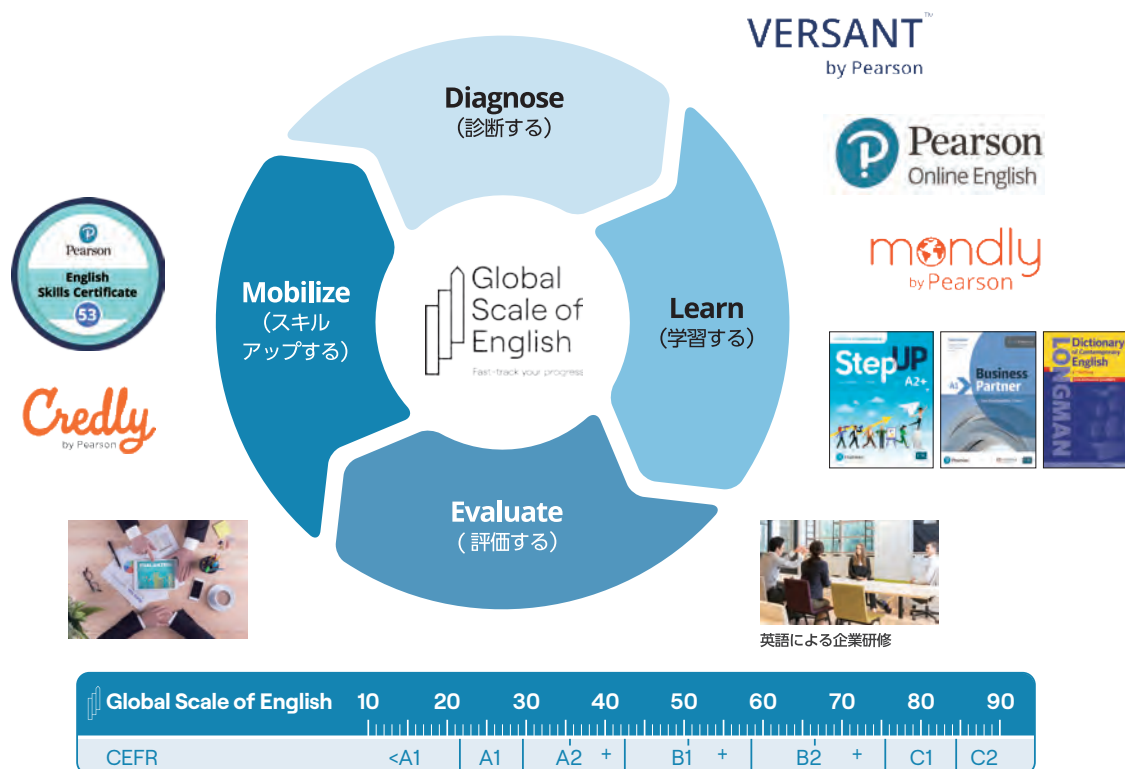 VERSANT™
by Pearson
Diagnose
（診断する）
Pearson
Online English
Pearson
English
Skills Certificate
53
Mobilize
（スキル
アップする）
Global
Scale of
English
Fast-track your progress
Learn
（学習する）
mondly
by Pearson
StepUP
A2+
A1
Business
Partner
Pearson
LONGMAN
Dictionary
of Contemporary
English
Credly
by Pearson
Evaluate
（ 評価する）
英語による企業研修
Global Scale of English 10 20 30 40 50 60 70 80 90
CEFR <A1 A1 A2 + B1 + B2 + C1 C2